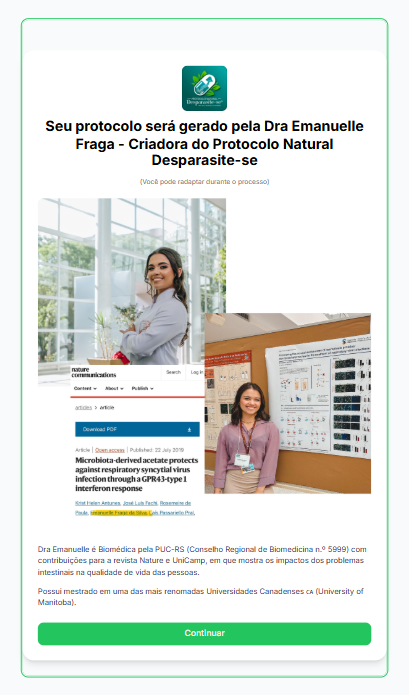 Desparasite-se
Seu protocolo será gerado pela Dra Emanuelle
Fraga - Criadora do Protocolo Natural
Desparasite-se
(Você pode radaptar durante o processo)
nature
communications
Search
Log in
Content
About
Publish
articles > article
Download PDF
Article | Open access | Published: 22 July 2019
Microbiota-derived acetate protects
against respiratory syncytial virus
infection through a GPR43-type 1
interferon response
Krist Helen Antunes, José Luís Fachi, Rosemeire de
Paula, Emanuelle Fraga da Silva, Laís Passariello Pral,
Dra Emanuelle é Biomédica pela PUC-RS (Conselho Regional de Biomedicina n.º 5999) com
contribuições para a revista Nature e UniCamp, em que mostra os impactos dos problemas
intestinais na qualidade de vida das pessoas.
Possui mestrado em uma das mais renomadas Universidades Canadenses CA (University of
Manitoba).
Continuar